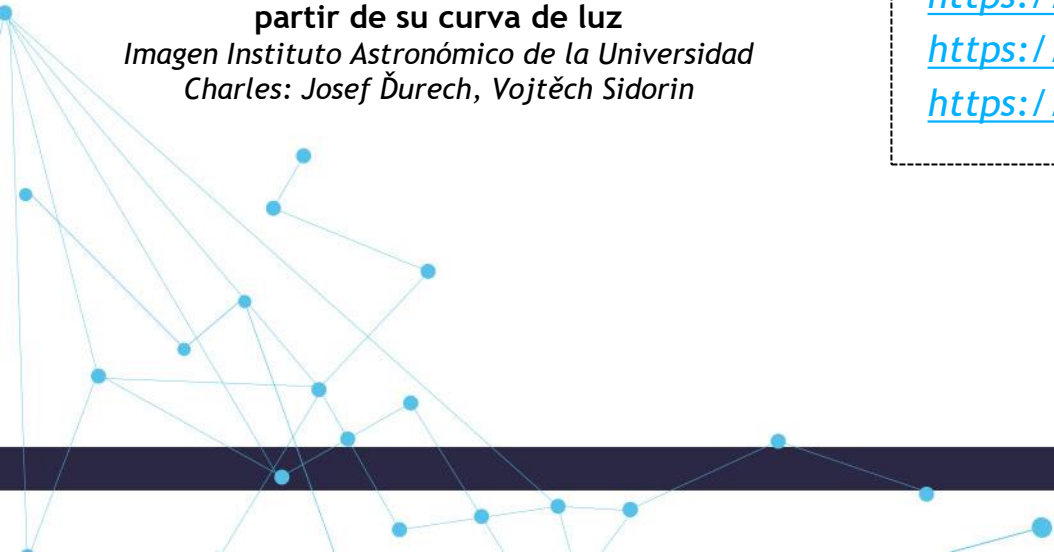 partir de su curva de luz
Imagen Instituto Astronómico de la Universidad
Charles: Josef Ďurech, Vojtěch Sidorin
https:/
https:/
https:/